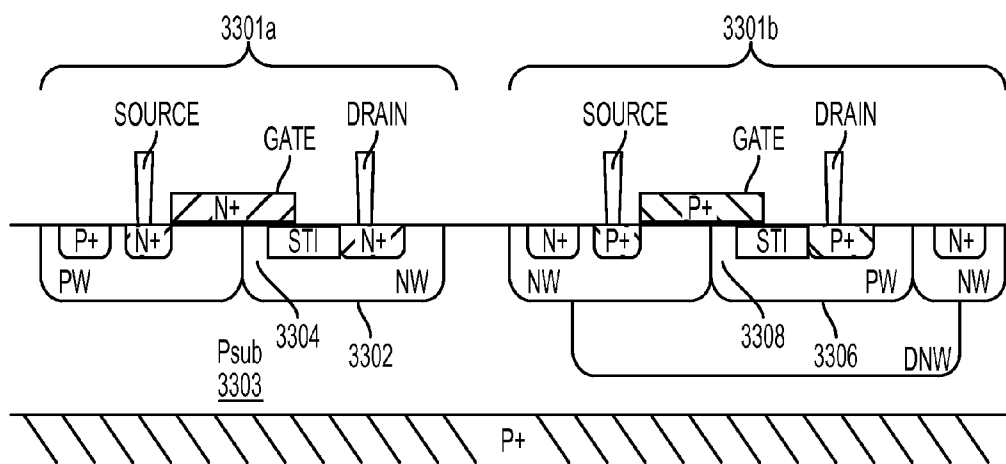 3301a 3301b
SOURCE DRAIN SOURCE DRAIN
GATE GATE
N+ P+
P+ N+ STI N+ N+ P+ STI P+ N+
PW NW NW PW NW
3304 3302 3308 3306 DNW
Psub
3303
P+